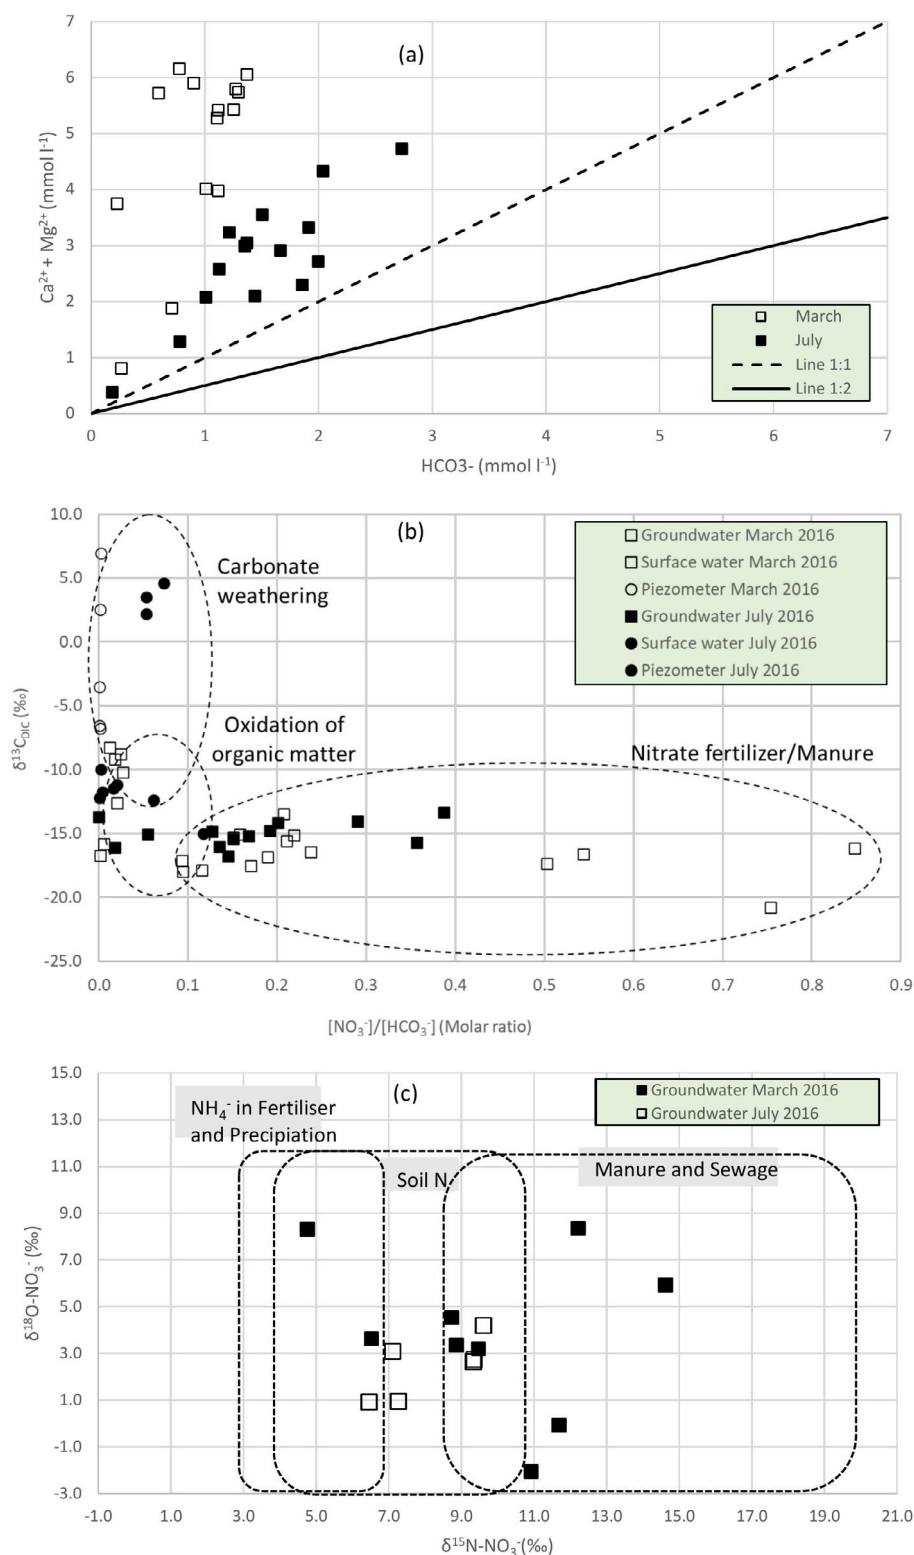 (a)
7
6
5
4
3
2
1
0
Ca²⁺ + Mg²⁺ (mmol l⁻¹)
March
July
Line 1:1
Line 1:2
0 1 2 3 4 5 6 7
HCO3- (mmol l⁻¹)
(b)
10.0
5.0
0.0
-5.0
-10.0
-15.0
-20.0
-25.0
δ¹³C_DIC (‰)
Groundwater March 2016
Surface water March 2016
Piezometer March 2016
Groundwater July 2016
Surface water July 2016
Piezometer July 2016
Carbonate
weathering
Oxidation of
organic matter
Nitrate fertilizer/Manure
0.0 0.1 0.2 0.3 0.4 0.5 0.6 0.7 0.8 0.9
[NO₃⁻]/[HCO₃⁻] (Molar ratio)
(c)
15.0
13.0
11.0
9.0
7.0
5.0
3.0
1.0
-1.0
-3.0
δ¹⁸O-NO₃⁻ (‰)
Groundwater March 2016
Groundwater July 2016
NH₄⁻ in Fertiliser
and Precipiation
Soil N
Manure and Sewage
-1.0 1.0 3.0 5.0 7.0 9.0 11.0 13.0 15.0 17.0 19.0 21.0
δ¹⁵N-NO₃⁻(‰)